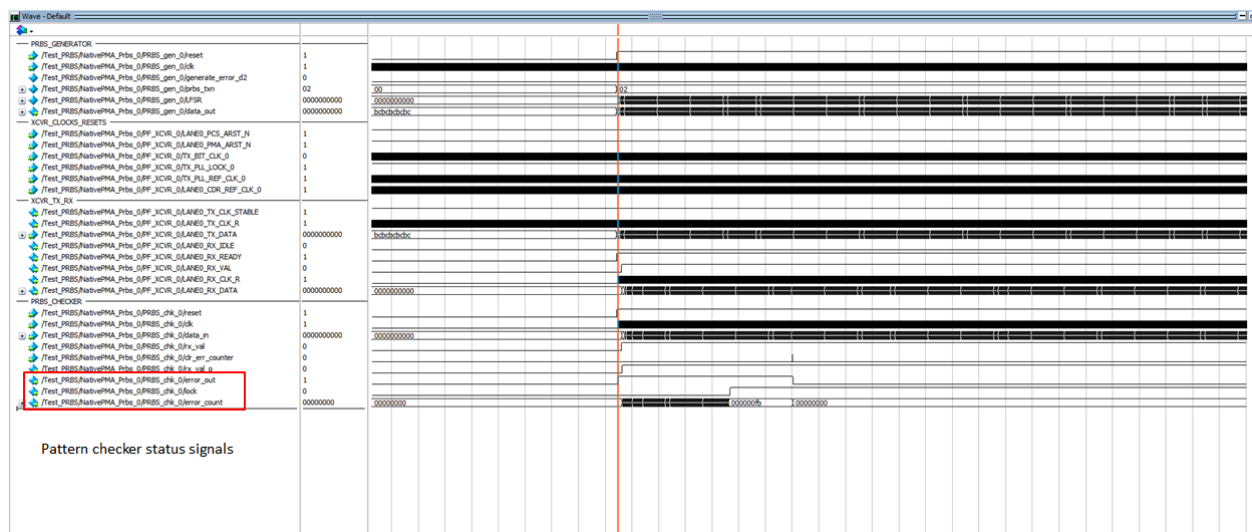 Wave - Default
PRBS_GENERATOR
/Test_PRBS/NativePMA_Prbs_0/PRBS_gen_0/reset 1
/Test_PRBS/NativePMA_Prbs_0/PRBS_gen_0/clk 1
/Test_PRBS/NativePMA_Prbs_0/PRBS_gen_0/generate_error_d2 0
/Test_PRBS/NativePMA_Prbs_0/PRBS_gen_0/prbs_txn 02 00 02
/Test_PRBS/NativePMA_Prbs_0/PRBS_gen_0/LFSR 0000000000 0000000000
/Test_PRBS/NativePMA_Prbs_0/PRBS_gen_0/data_out 0000000000 bcbcbcbcbc
XCVR_CLOCKS_RESETS
/Test_PRBS/NativePMA_Prbs_0/PF_XCVR_0/LANE0_PCS_ARST_N 1
/Test_PRBS/NativePMA_Prbs_0/PF_XCVR_0/LANE0_PMA_ARST_N 1
/Test_PRBS/NativePMA_Prbs_0/PF_XCVR_0/TX_BIT_CLK_0 0
/Test_PRBS/NativePMA_Prbs_0/PF_XCVR_0/TX_PLL_LOCK_0 1
/Test_PRBS/NativePMA_Prbs_0/PF_XCVR_0/TX_PLL_REF_CLK_0 1
/Test_PRBS/NativePMA_Prbs_0/PF_XCVR_0/LANE0_CDR_REF_CLK_0 1
XCVR_TX_RX
/Test_PRBS/NativePMA_Prbs_0/PF_XCVR_0/LANE0_TX_CLK_STABLE 1
/Test_PRBS/NativePMA_Prbs_0/PF_XCVR_0/LANE0_TX_CLK_R 1
/Test_PRBS/NativePMA_Prbs_0/PF_XCVR_0/LANE0_TX_DATA 0000000000 bcbcbcbcbc
/Test_PRBS/NativePMA_Prbs_0/PF_XCVR_0/LANE0_RX_IDLE 0
/Test_PRBS/NativePMA_Prbs_0/PF_XCVR_0/LANE0_RX_READY 1
/Test_PRBS/NativePMA_Prbs_0/PF_XCVR_0/LANE0_RX_VAL 0
/Test_PRBS/NativePMA_Prbs_0/PF_XCVR_0/LANE0_RX_CLK_R 1
/Test_PRBS/NativePMA_Prbs_0/PF_XCVR_0/LANE0_RX_DATA 0000000000 0000000000
PRBS_CHECKER
/Test_PRBS/NativePMA_Prbs_0/PRBS_chk_0/reset 1
/Test_PRBS/NativePMA_Prbs_0/PRBS_chk_0/clk 1
/Test_PRBS/NativePMA_Prbs_0/PRBS_chk_0/data_in 0000000000 0000000000
/Test_PRBS/NativePMA_Prbs_0/PRBS_chk_0/rx_val 0
/Test_PRBS/NativePMA_Prbs_0/PRBS_chk_0/clr_err_counter 0
/Test_PRBS/NativePMA_Prbs_0/PRBS_chk_0/rx_val_o 0
/Test_PRBS/NativePMA_Prbs_0/PRBS_chk_0/error_out 1
/Test_PRBS/NativePMA_Prbs_0/PRBS_chk_0/lock 0
/Test_PRBS/NativePMA_Prbs_0/PRBS_chk_0/error_count 00000000 00000000 000000fb 00000000
Pattern checker status signals